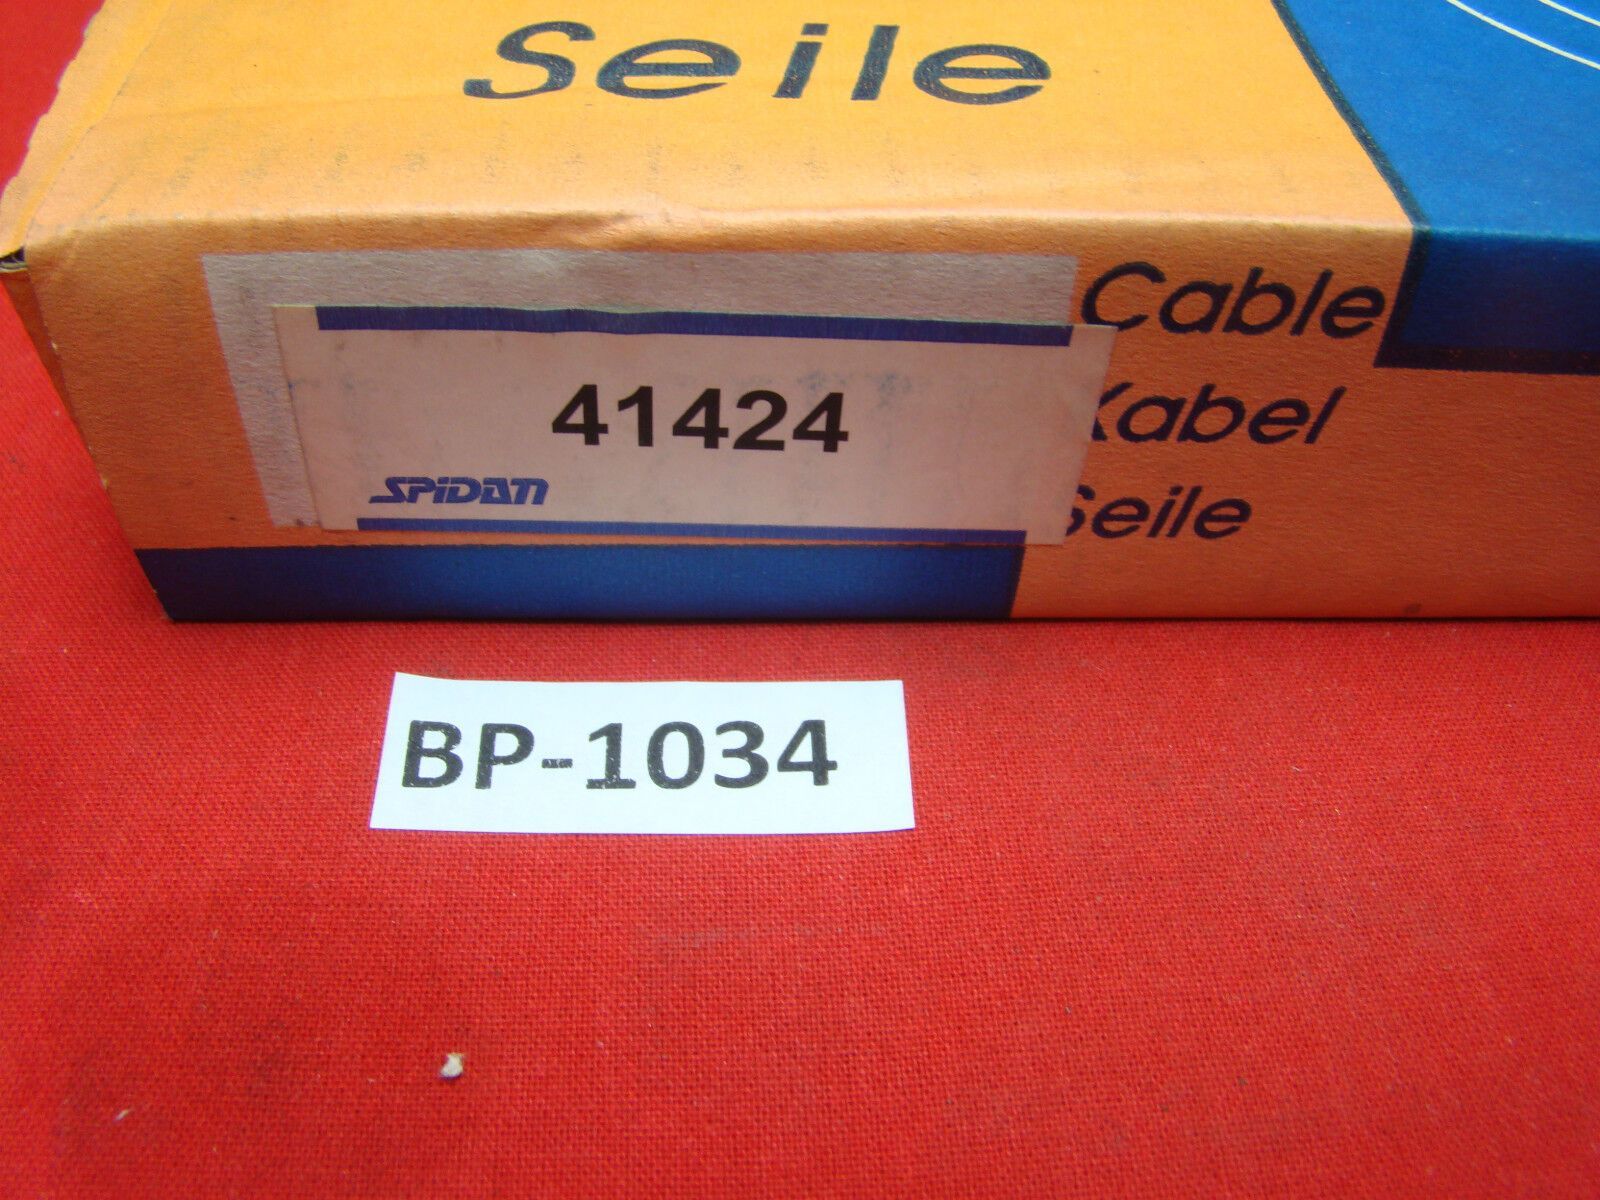 Seile
Cable
Kabel
Seile
41424
SPiDAN
BP-1034